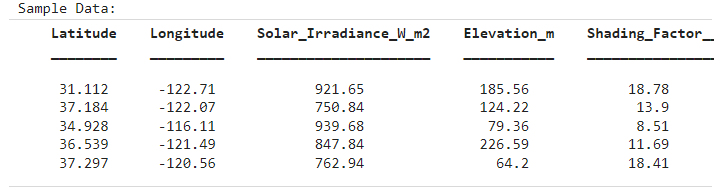 Sample Data:
Latitude Longitude Solar_Irradiance_W_m2 Elevation_m Shading_Factor_
31.112 -122.71 921.65 185.56 18.78
37.184 -122.07 750.84 124.22 13.9
34.928 -116.11 939.68 79.36 8.51
36.539 -121.49 847.84 226.59 11.69
37.297 -120.56 762.94 64.2 18.41